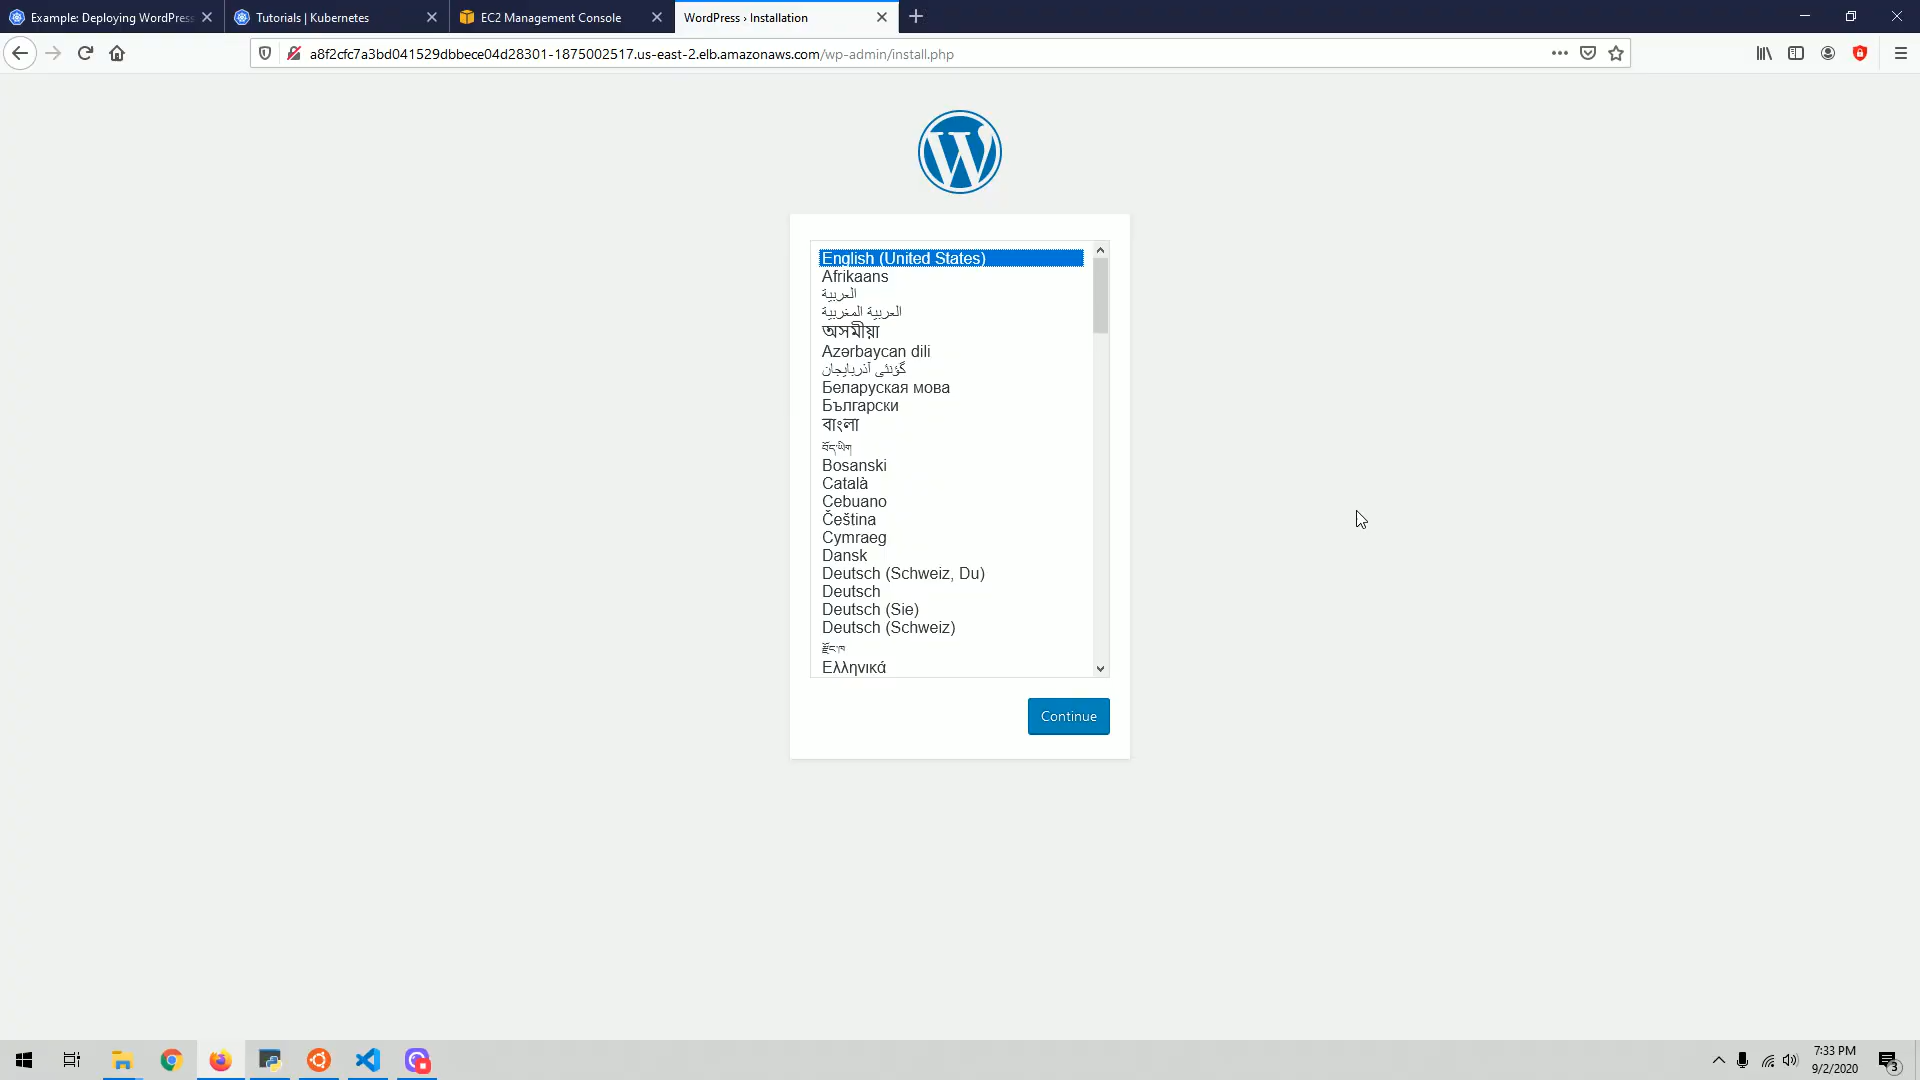 Example: Deploying WordPress
Tutorials | Kubernetes
EC2 Management Console
WordPress › Installation
a8f2cfc7a3bd041529dbbece04d28301-1875002517.us-east-2.elb.amazonaws.com/wp-admin/install.php
English (United States)
Afrikaans
العربية
العربية المغربية
অসমীয়া
Azərbaycan dili
گؤنئی آذربایجان
Беларуская мова
Български
বাংলা
བོད་ཡིག
Bosanski
Català
Cebuano
Čeština
Cymraeg
Dansk
Deutsch (Schweiz, Du)
Deutsch
Deutsch (Sie)
Deutsch (Schweiz)
རྫོང་ཁ
Ελληνικά
Continue
7:33 PM
9/2/2020
3